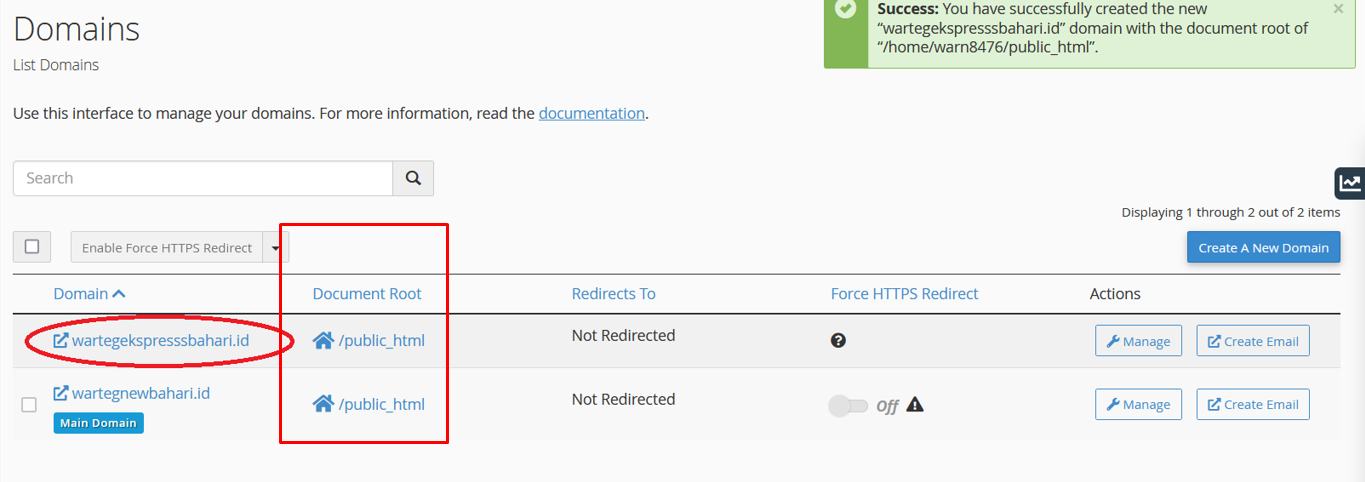 Domains
List Domains
Success: You have successfully created the new
“wartegekspresssbahari.id” domain with the document root of
“/home/warn8476/public_html”.
×
Use this interface to manage your domains. For more information, read the documentation.
Search
Displaying 1 through 2 out of 2 items
Enable Force HTTPS Redirect
Create A New Domain
Domain
Document Root
Redirects To
Force HTTPS Redirect
Actions
wartegekspresssbahari.id
/public_html
Not Redirected
?
Manage
Create Email
wartegnewbahari.id
Main Domain
/public_html
Not Redirected
Off
Manage
Create Email